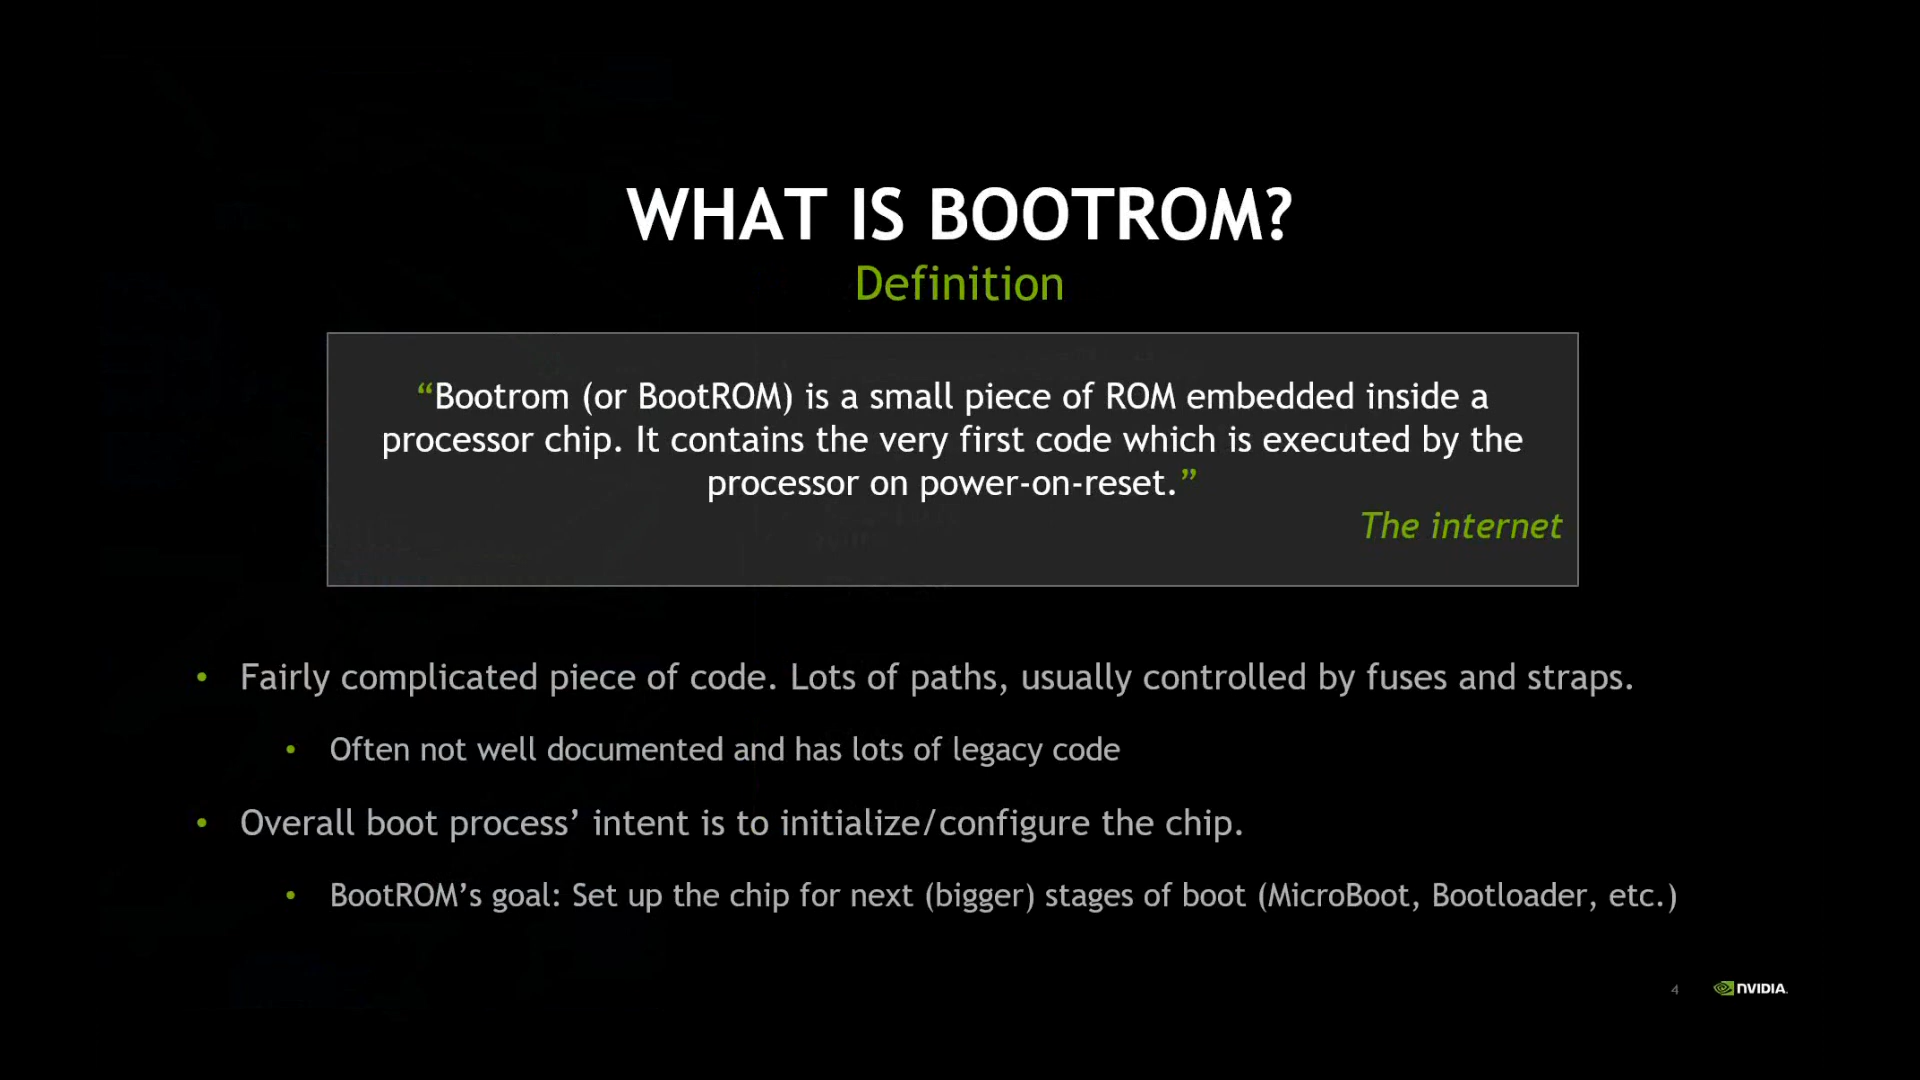 WHAT IS BOOTROM?
Definition
“Bootrom (or BootROM) is a small piece of ROM embedded inside a
processor chip. It contains the very first code which is executed by the
processor on power-on-reset.”
The internet
• Fairly complicated piece of code. Lots of paths, usually controlled by fuses and straps.
• Often not well documented and has lots of legacy code
• Overall boot process’ intent is to initialize/configure the chip.
• BootROM’s goal: Set up the chip for next (bigger) stages of boot (MicroBoot, Bootloader, etc.)
4 NVIDIA.